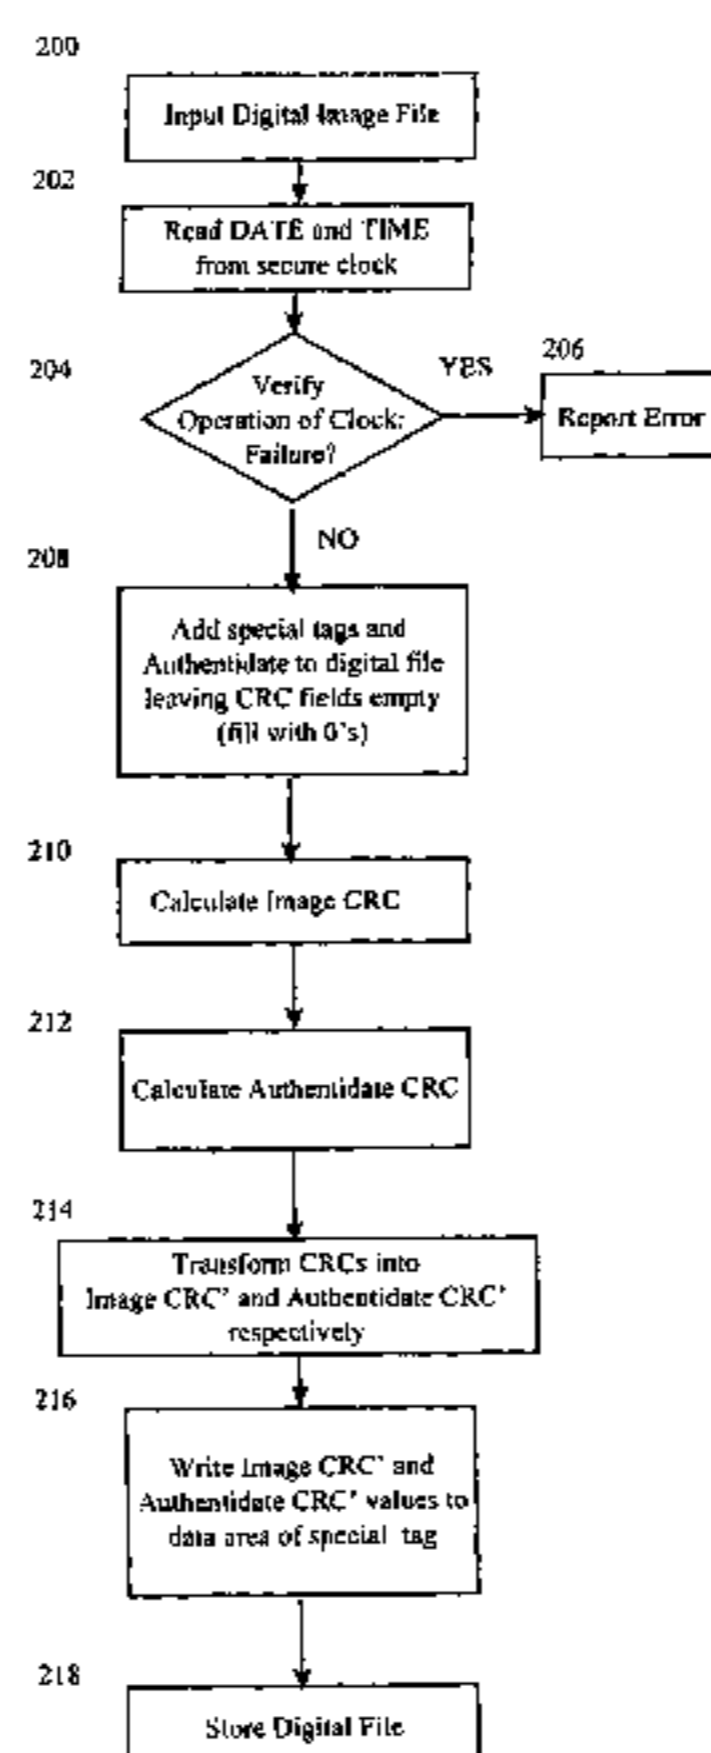 200
Input Digital Image File
202
Read DATE and TIME
from secure clock
204
Verify
Operation of Clock:
Failure?
YES
206
Report Error
NO
208
Add special tags and
Authentidate to digital file
leaving CRC fields empty
(fill with 0's)
210
Calculate Image CRC
212
Calculate Authentidate CRC
214
Transform CRCs into
Image CRC' and Authentidate CRC'
respectively
216
Write Image CRC' and
Authentidate CRC' values to
data area of special tag
218
Store Digital File